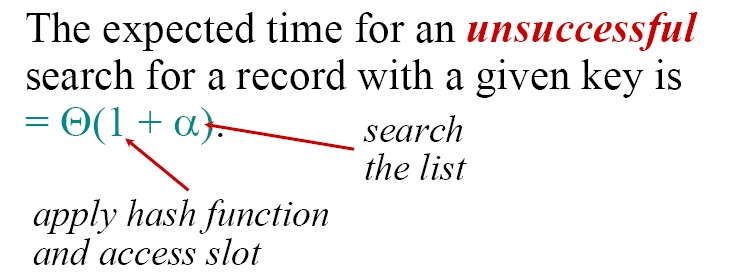 The expected time for an unsuccessful
search for a record with a given key is
= Θ(1 + α).
search
the list
apply hash function
and access slot